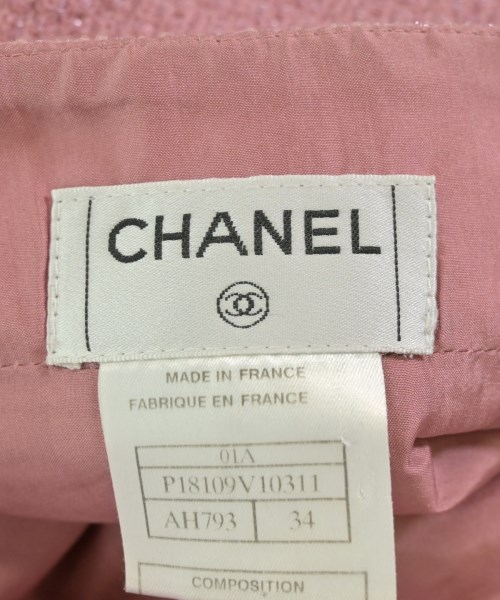 CHANEL
MADE IN FRANCE
FABRIQUE EN FRANCE
01A
P18109V10311
AH793 34
COMPOSITION